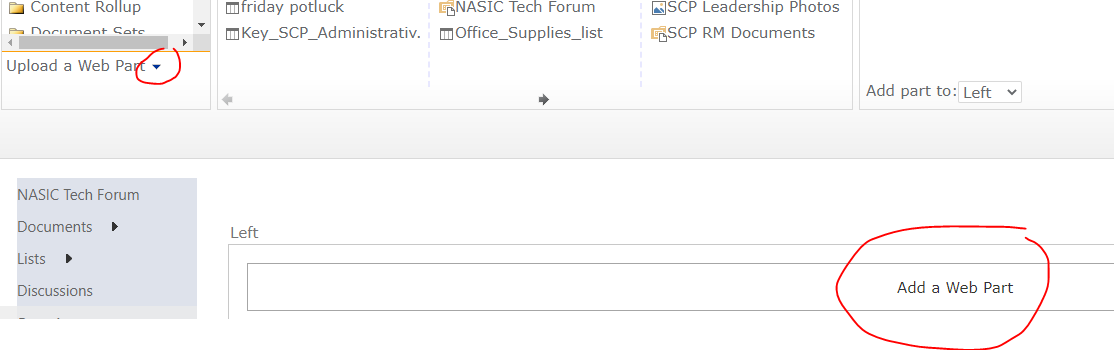 Content Rollup
Document Sets
Upload a Web Part
friday potluck
Key_SCP_Administrativ.
NASIC Tech Forum
Office_Supplies_list
SCP Leadership Photos
SCP RM Documents
Add part to: Left
NASIC Tech Forum
Documents
Lists
Discussions
Left
Add a Web Part